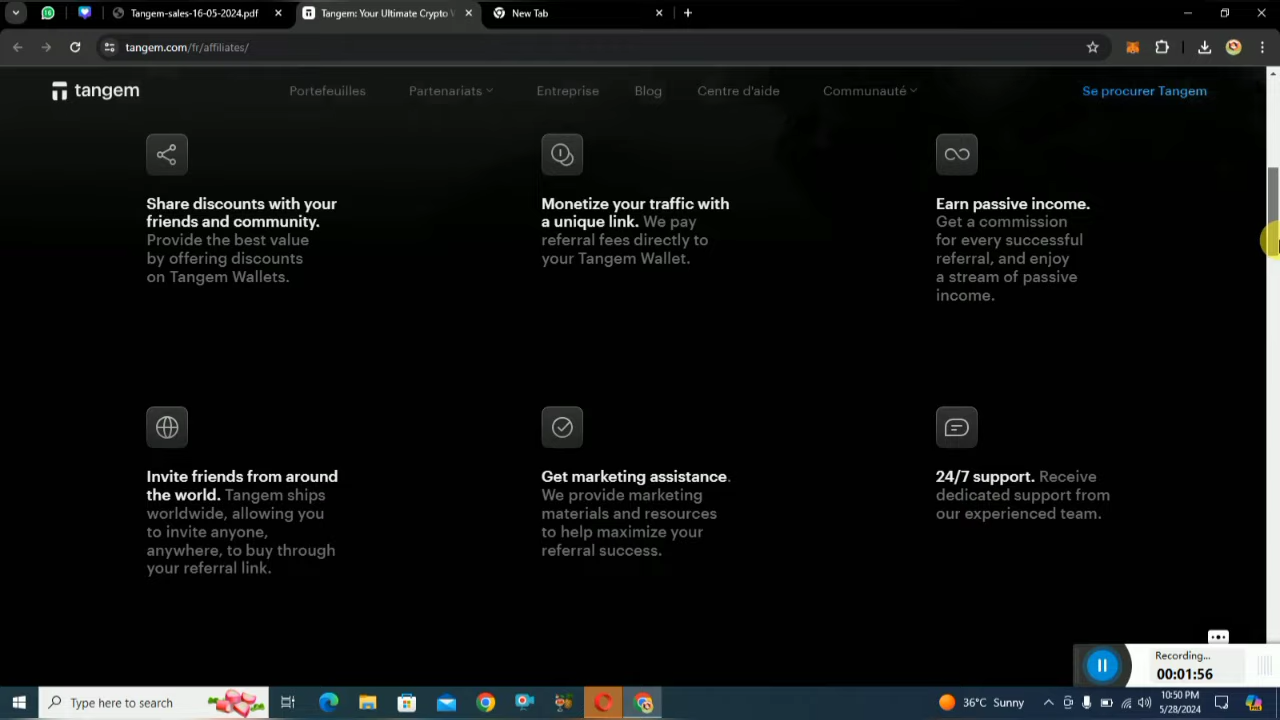 Tangem-sales-16-05-2024.pdf
Tangem: Your Ultimate Crypto
New Tab
tangem.com/fr/affiliates/
tangem
Portefeuilles
Partenariats
Entreprise
Blog
Centre d'aide
Communauté
Se procurer Tangem
Share discounts with your
friends and community.
Provide the best value
by offering discounts
on Tangem Wallets.
Monetize your traffic with
a unique link. We pay
referral fees directly to
your Tangem Wallet.
Earn passive income.
Get a commission
for every successful
referral, and enjoy
a stream of passive
income.
Invite friends from around
the world. Tangem ships
worldwide, allowing you
to invite anyone,
anywhere, to buy through
your referral link.
Get marketing assistance.
We provide marketing
materials and resources
to help maximize your
referral success.
24/7 support. Receive
dedicated support from
our experienced team.
Recording...
00:01:56
Type here to search
36°C Sunny
10:50 PM
5/28/2024